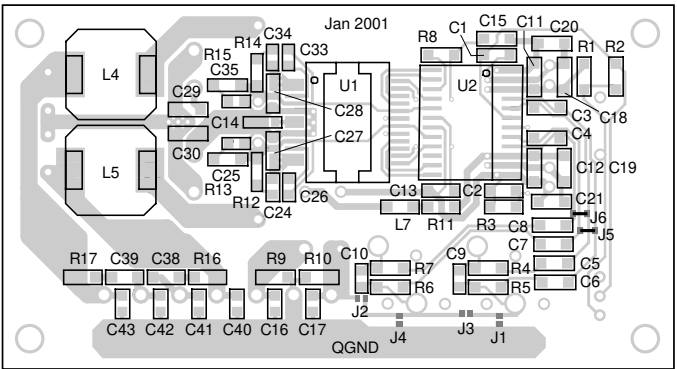 Jan 2001
C34
C33
R14
R15
C35
L4
C29
C14
C30
L5
C25
R13
R12
C24
C26
C28
C27
U1
R8
C1
C15
C11
C20
R1
R2
U2
C3
C18
C4
C12
C19
C13
C2
C21
L7
R11
R3
J6
C8
J5
C7
R17
C39
C38
R16
R9
R10
C10
R7
C9
R4
C5
R6
R5
C6
C43
C42
C41
C40
C16
C17
J2
J4
J3
J1
QGND